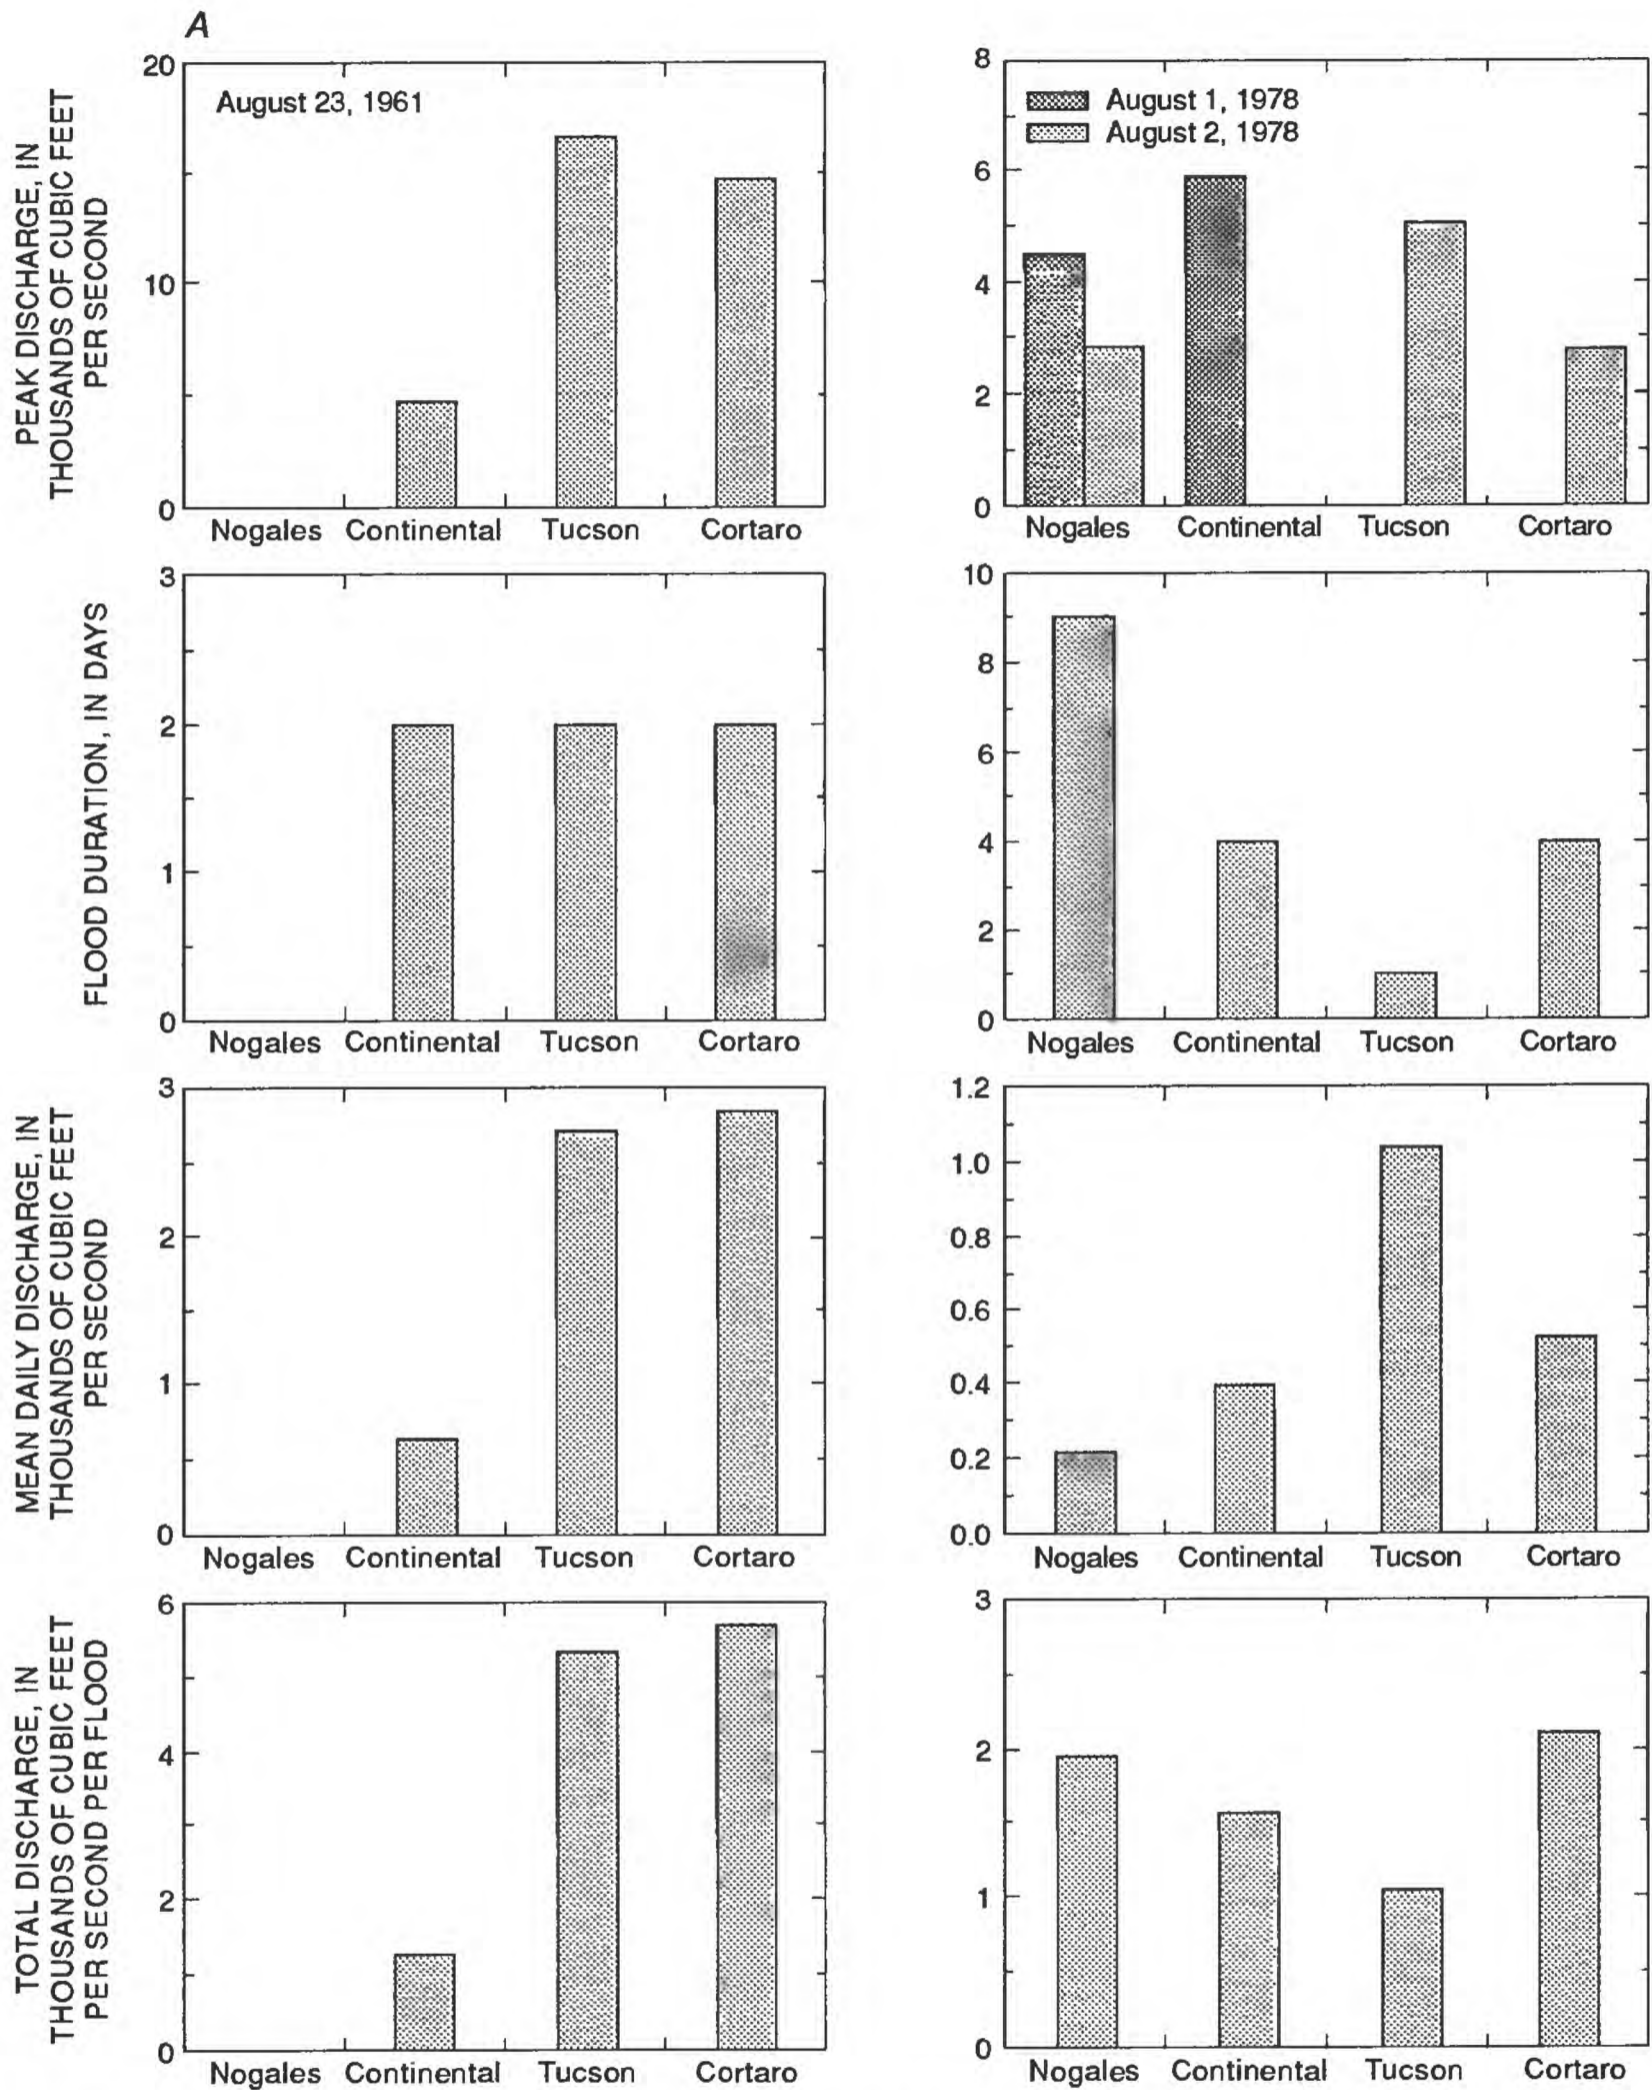 A
PEAK DISCHARGE, IN
THOUSANDS OF CUBIC FEET
PER SECOND
20
10
0
August 23, 1961
Nogales Continental Tucson Cortaro
8
6
4
2
0
August 1, 1978
August 2, 1978
Nogales Continental Tucson Cortaro
FLOOD DURATION, IN DAYS
3
2
1
0
Nogales Continental Tucson Cortaro
10
8
6
4
2
0
Nogales Continental Tucson Cortaro
MEAN DAILY DISCHARGE, IN
THOUSANDS OF CUBIC FEET
PER SECOND
3
2
1
0
Nogales Continental Tucson Cortaro
1.2
1.0
0.8
0.6
0.4
0.2
0.0
Nogales Continental Tucson Cortaro
TOTAL DISCHARGE, IN
THOUSANDS OF CUBIC FEET
PER SECOND PER FLOOD
6
4
2
0
Nogales Continental Tucson Cortaro
3
2
1
0
Nogales Continental Tucson Cortaro